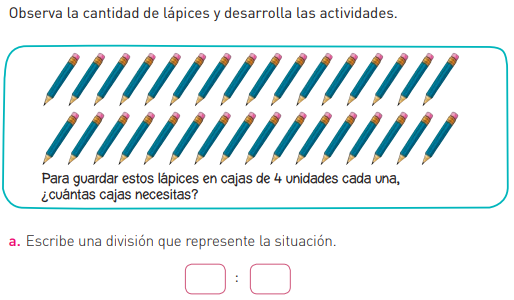 Observa la cantidad de lápices y desarrolla las actividades.
Para guardar estos lápices en cajas de 4 unidades cada una,
¿cuántas cajas necesitas?
a. Escribe una división que represente la situación.
: